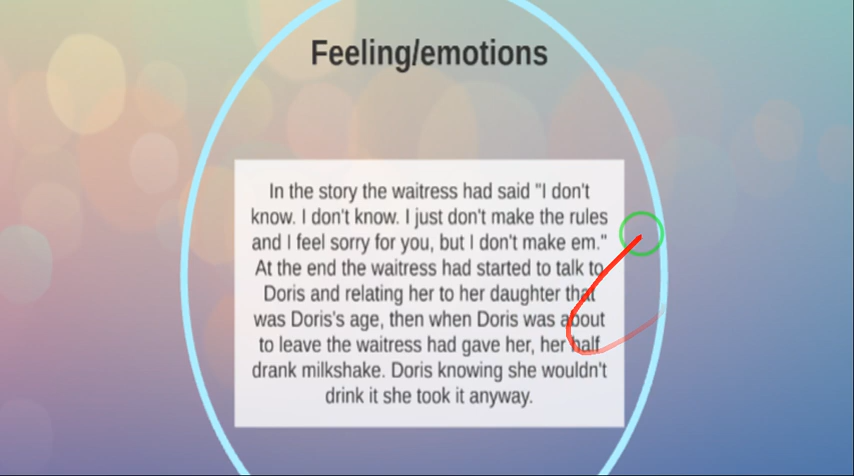 Feeling/emotions
In the story the waitress had said "I don't
know. I don't know. I just don't make the rules
and I feel sorry for you, but I don't make em."
At the end the waitress had started to talk to
Doris and relating her to her daughter that
was Doris's age, then when Doris was about
to leave the waitress had gave her, her half
drank milkshake. Doris knowing she wouldn't
drink it she took it anyway.